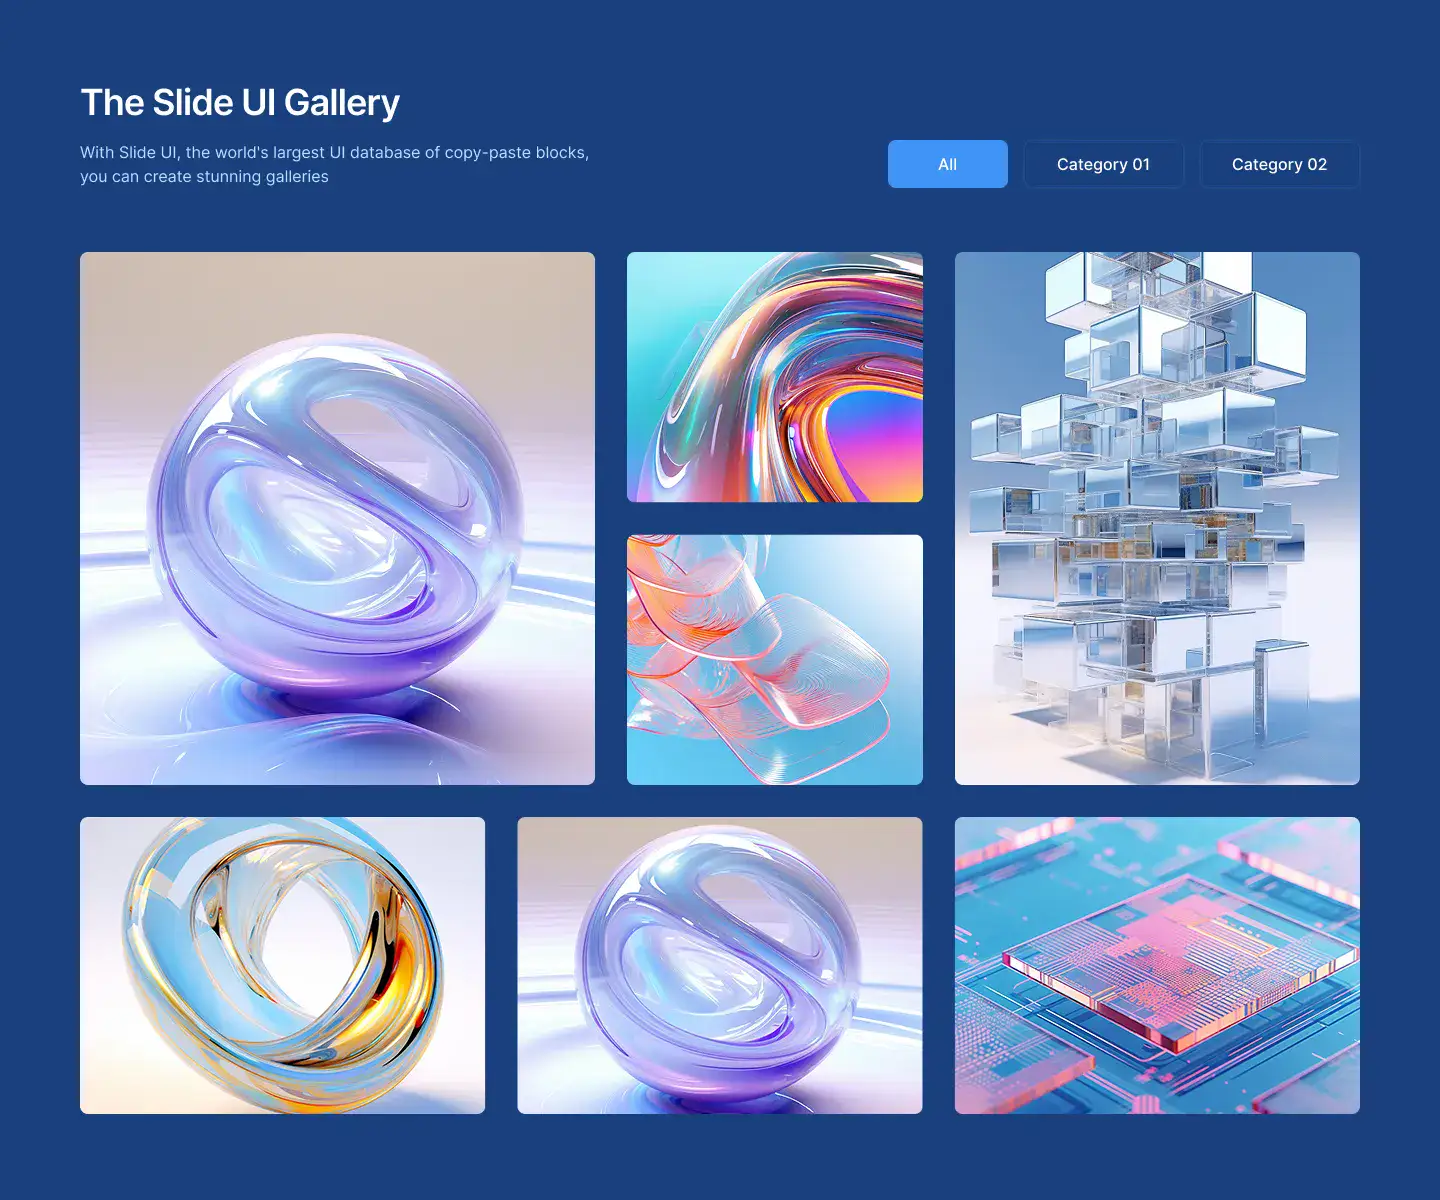 The Slide UI Gallery
With Slide UI, the world's largest UI database of copy-paste blocks,
you can create stunning galleries
All
Category 01
Category 02